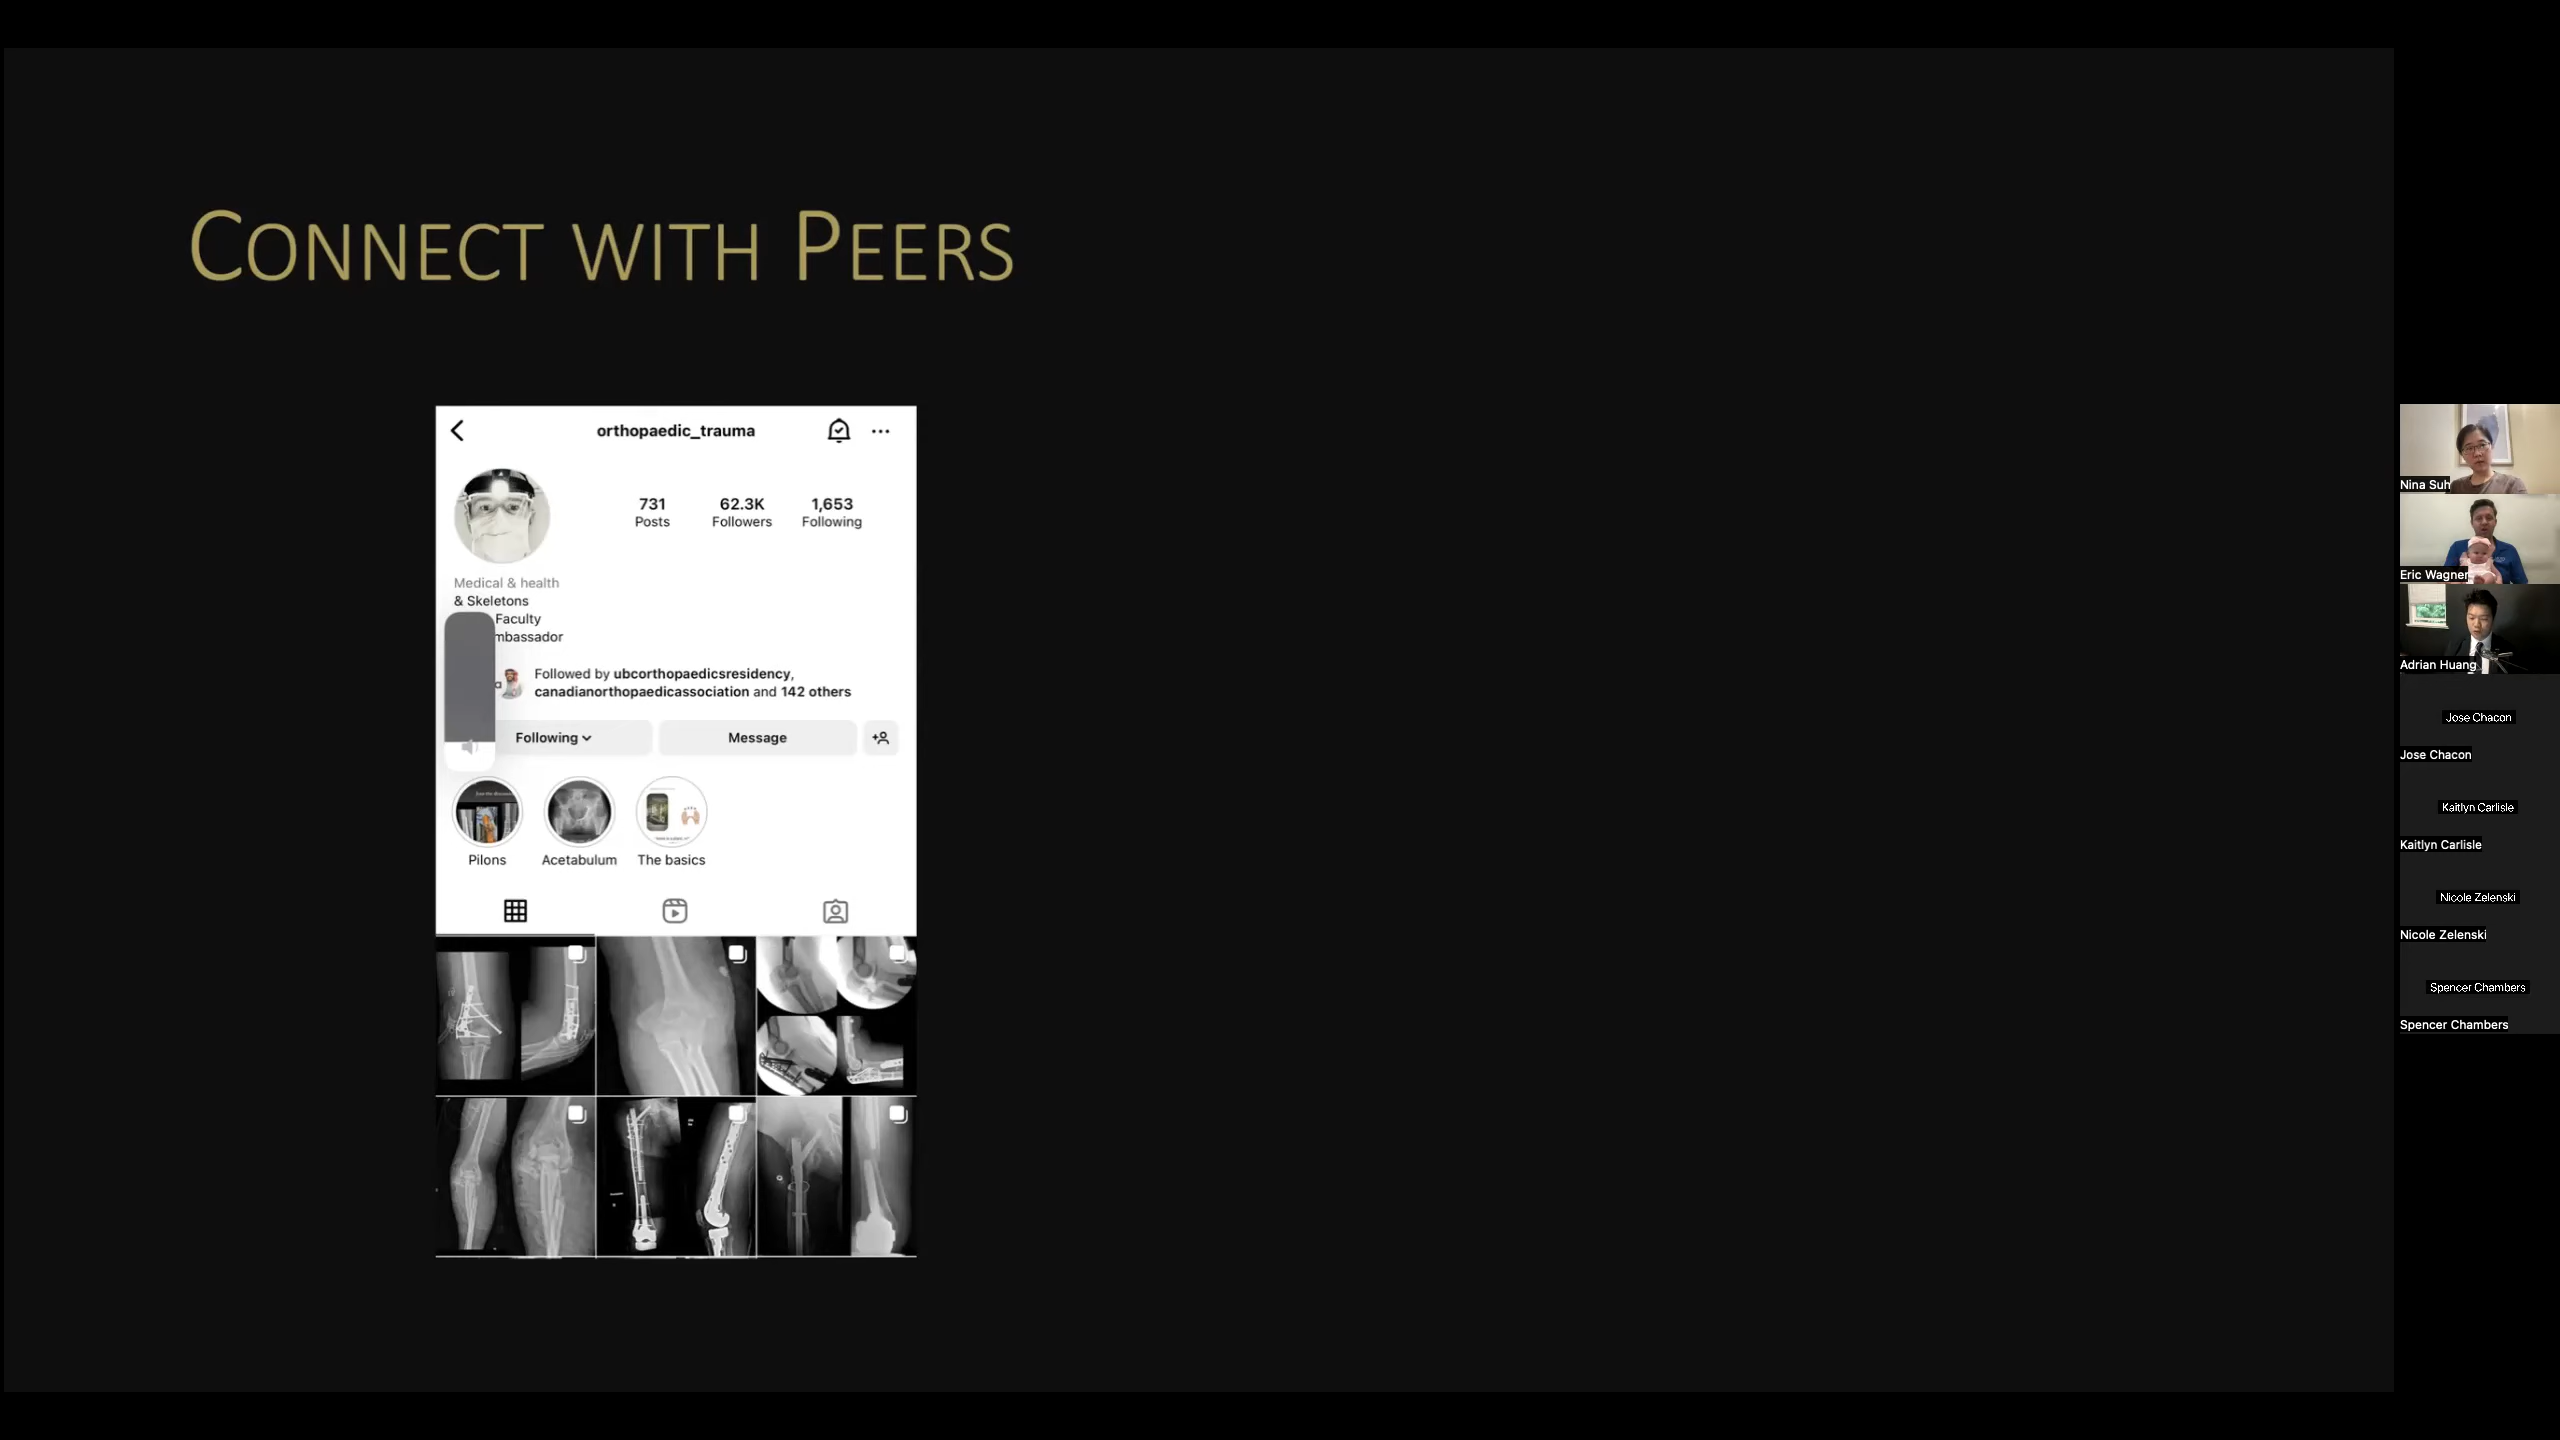 CONNECT WITH PEERS
orthopaedic_trauma
731
Posts
62.3K
Followers
1,653
Following
Medical & health
& Skeletons
Faculty
mbassador
Followed by ubcorthopaedicsresidency,
canadianorthopaedicassociation and 142 others
Following
Message
Pilons
Acetabulum
The basics
Nina Suh
Eric Wagner
Adrian Huang
Jose Chacon
Jose Chacon
Kaitlyn Carlisle
Kaitlyn Carlisle
Nicole Zelenski
Nicole Zelenski
Spencer Chambers
Spencer Chambers